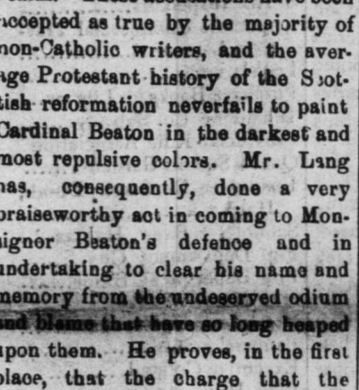 accepted as true by the majority of
non-Catholic writers, and the aver-
age Protestant history of the Scot-
tish reformation neverfails to paint
Cardinal Beaton in the darkest and
most repulsive colors. Mr. Lang
has, consequently, done a very
praiseworthy act in coming to Mon-
signor Beaton's defence and in
undertaking to clear his name and
memory from the undeserved odium
and blame that have so long heaped
upon them. He proves, in the first
place, that the charge that the